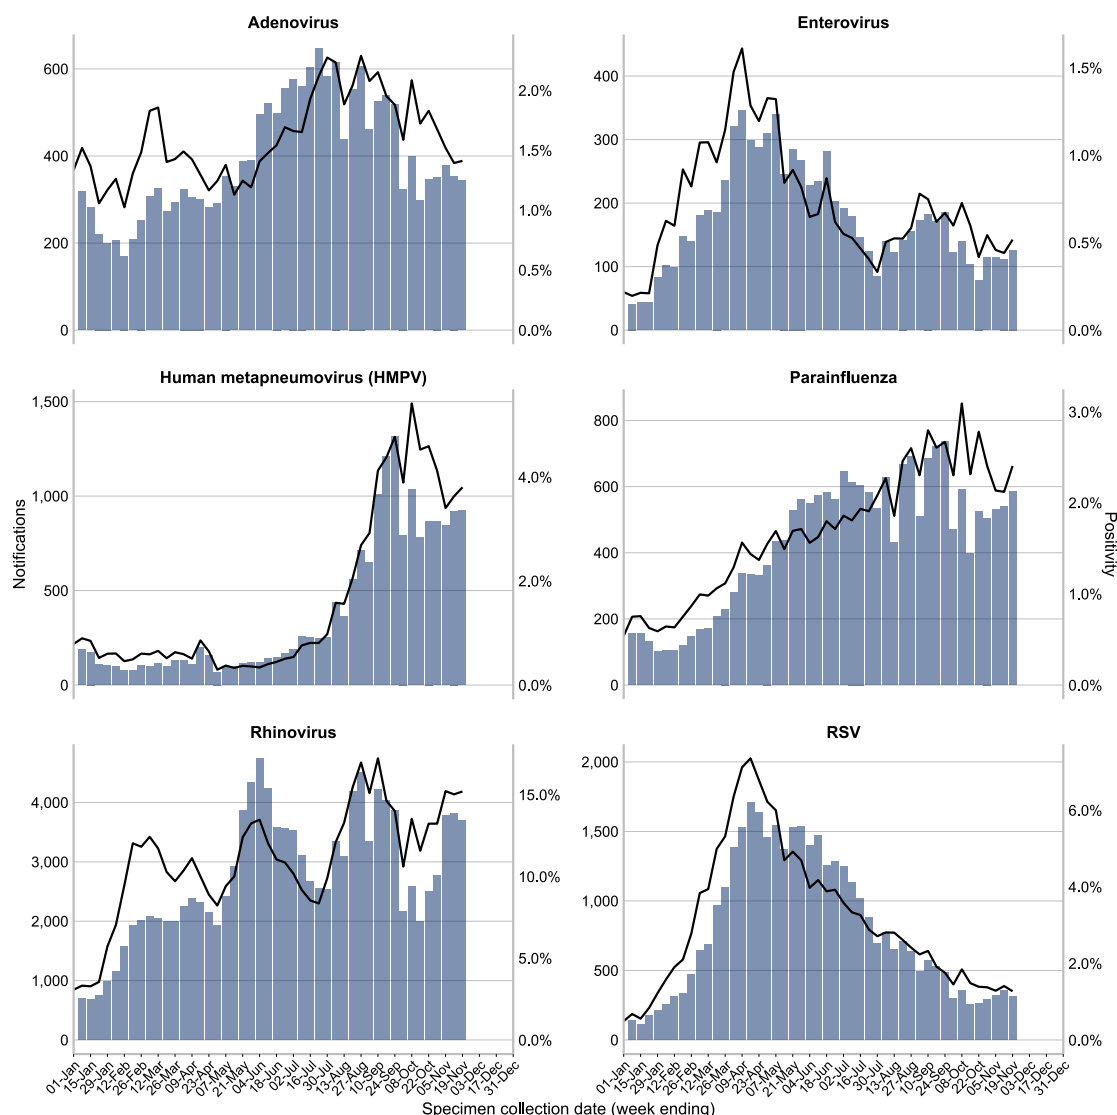 Adenovirus
Enterovirus
600
400
200
0
2.0%
1.5%
1.0%
0.5%
0.0%
400
300
200
100
0
1.5%
1.0%
0.5%
0.0%
Human metapneumovirus (HMPV)
Parainfluenza
1,500
1,000
500
0
4.0%
2.0%
0.0%
800
600
400
200
0
3.0%
2.0%
1.0%
0.0%
Notifications
Positivity
Rhinovirus
RSV
4,000
3,000
2,000
1,000
0
15.0%
10.0%
5.0%
0.0%
2,000
1,500
1,000
500
0
6.0%
4.0%
2.0%
0.0%
01-Jan
15-Jan
29-Jan
12-Feb
26-Feb
12-Mar
26-Mar
09-Apr
23-Apr
07-May
21-May
04-Jun
18-Jun
02-Jul
16-Jul
30-Jul
13-Aug
27-Aug
10-Sep
24-Sep
08-Oct
22-Oct
05-Nov
19-Nov
03-Dec
17-Dec
31-Dec
01-Jan
15-Jan
29-Jan
12-Feb
26-Feb
12-Mar
26-Mar
09-Apr
23-Apr
07-May
21-May
04-Jun
18-Jun
02-Jul
16-Jul
30-Jul
13-Aug
27-Aug
10-Sep
24-Sep
08-Oct
22-Oct
05-Nov
19-Nov
03-Dec
17-Dec
31-Dec
Specimen collection date (week ending)